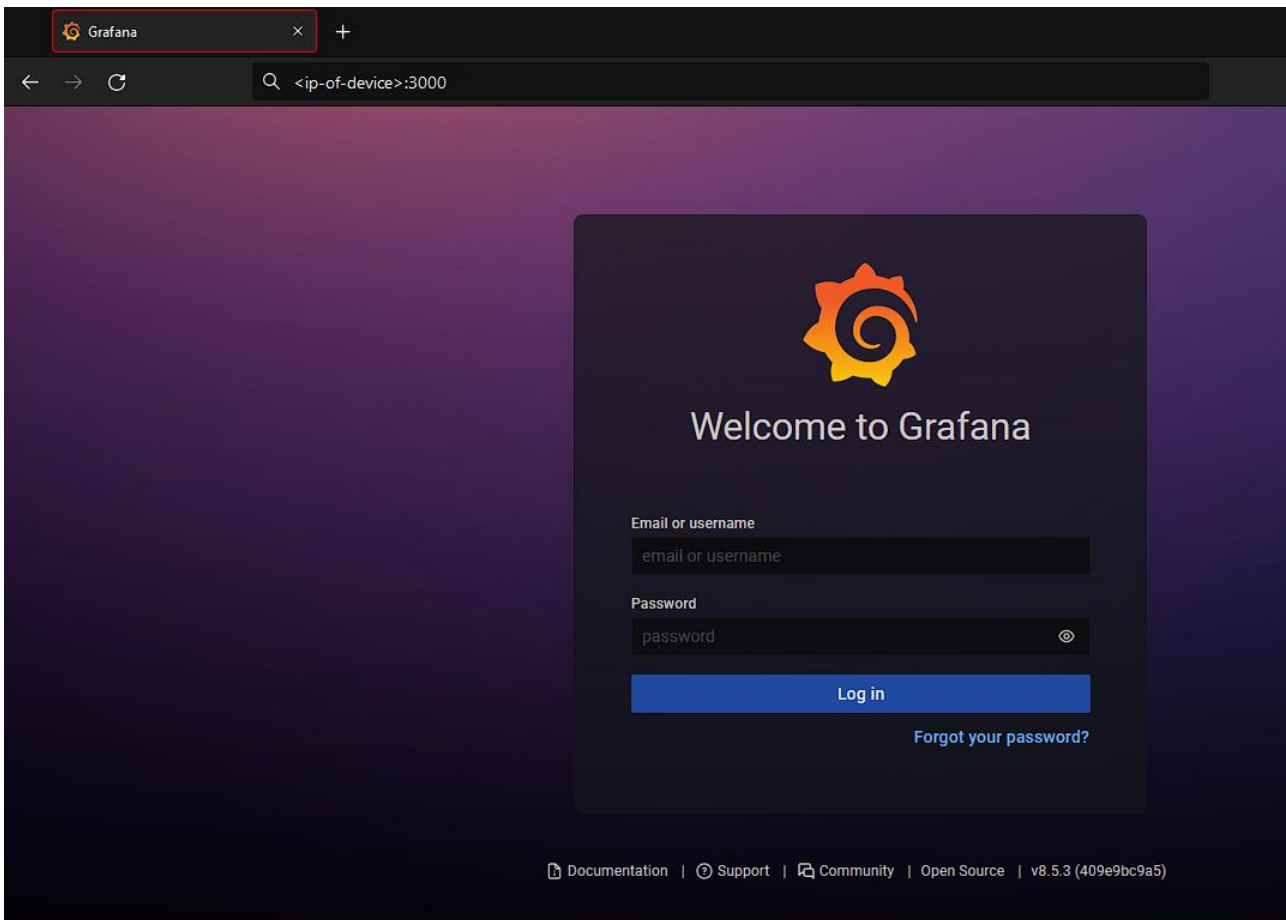 Grafana
<ip-of-device>:3000
Welcome to Grafana
Email or username
email or username
Password
password
Log in
Forgot your password?
Documentation | Support | Community | Open Source | v8.5.3 (409e9bc9a5)